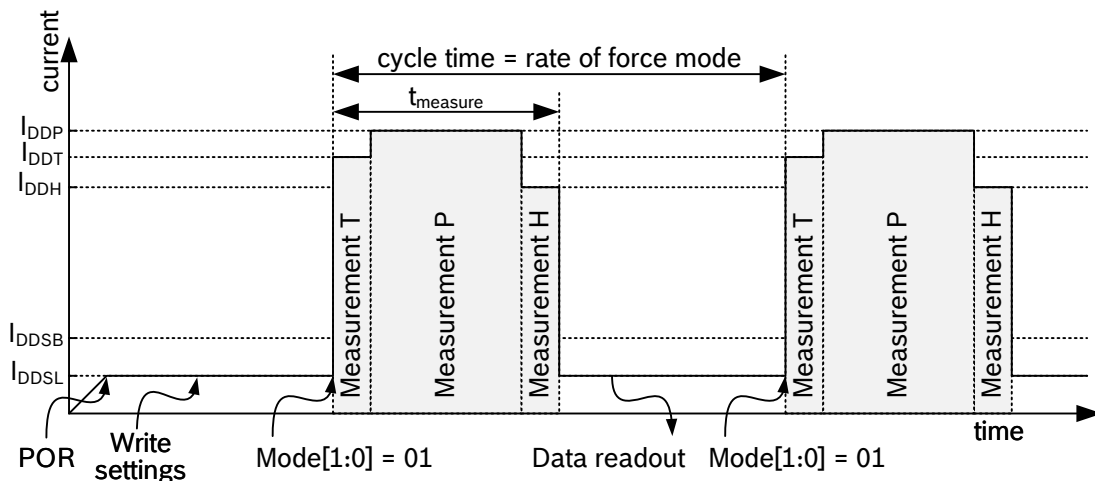 current
cycle time = rate of force mode
tmeasure
IDDP
IDDT
IDDH
IDDSB
IDDSL
Measurement T
Measurement P
Measurement H
Measurement T
Measurement P
Measurement H
time
POR
Write
settings
Mode[1:0] = 01
Data readout
Mode[1:0] = 01